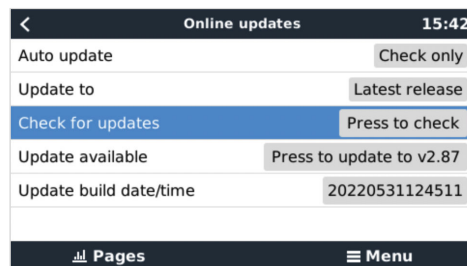 Online updates 15:42
Auto update Check only
Update to Latest release
Check for updates Press to check
Update available Press to update to v2.87
Update build date/time 20220531124511
Pages Menu